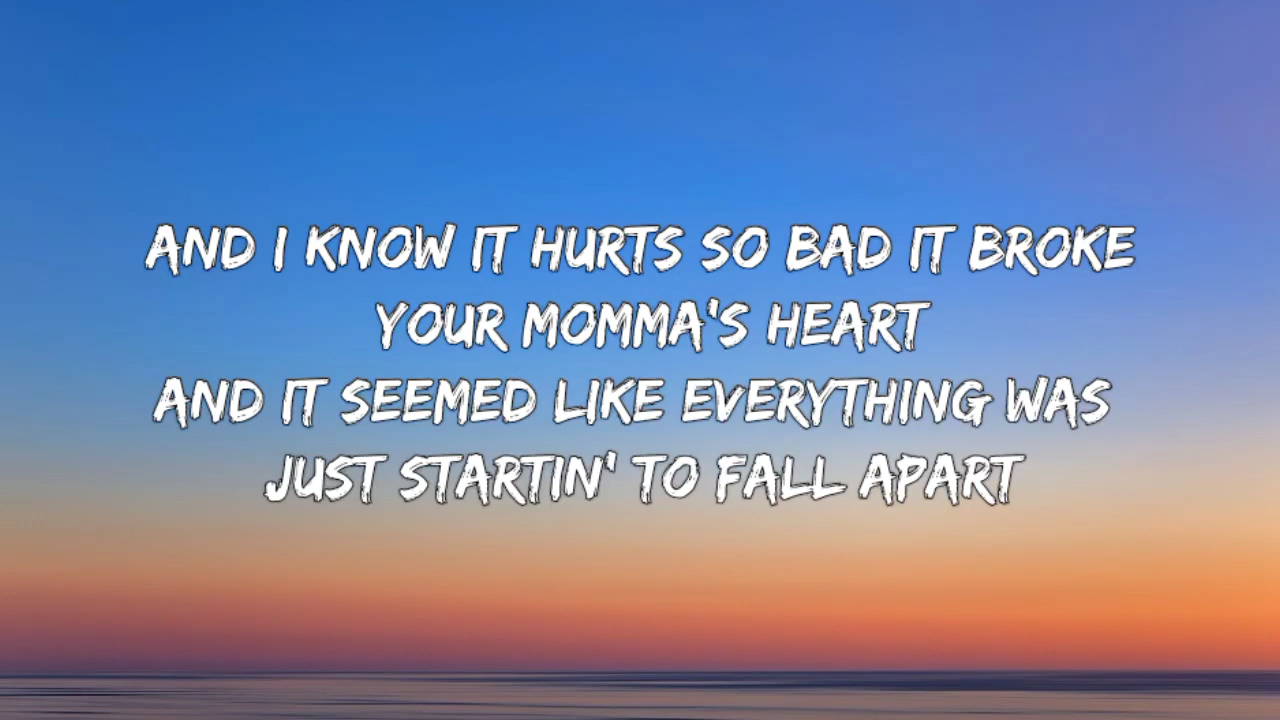 AND I KNOW IT HURTS SO BAD IT BROKE
YOUR MOMMA'S HEART
AND IT SEEMED LIKE EVERYTHING WAS
JUST STARTIN' TO FALL APART